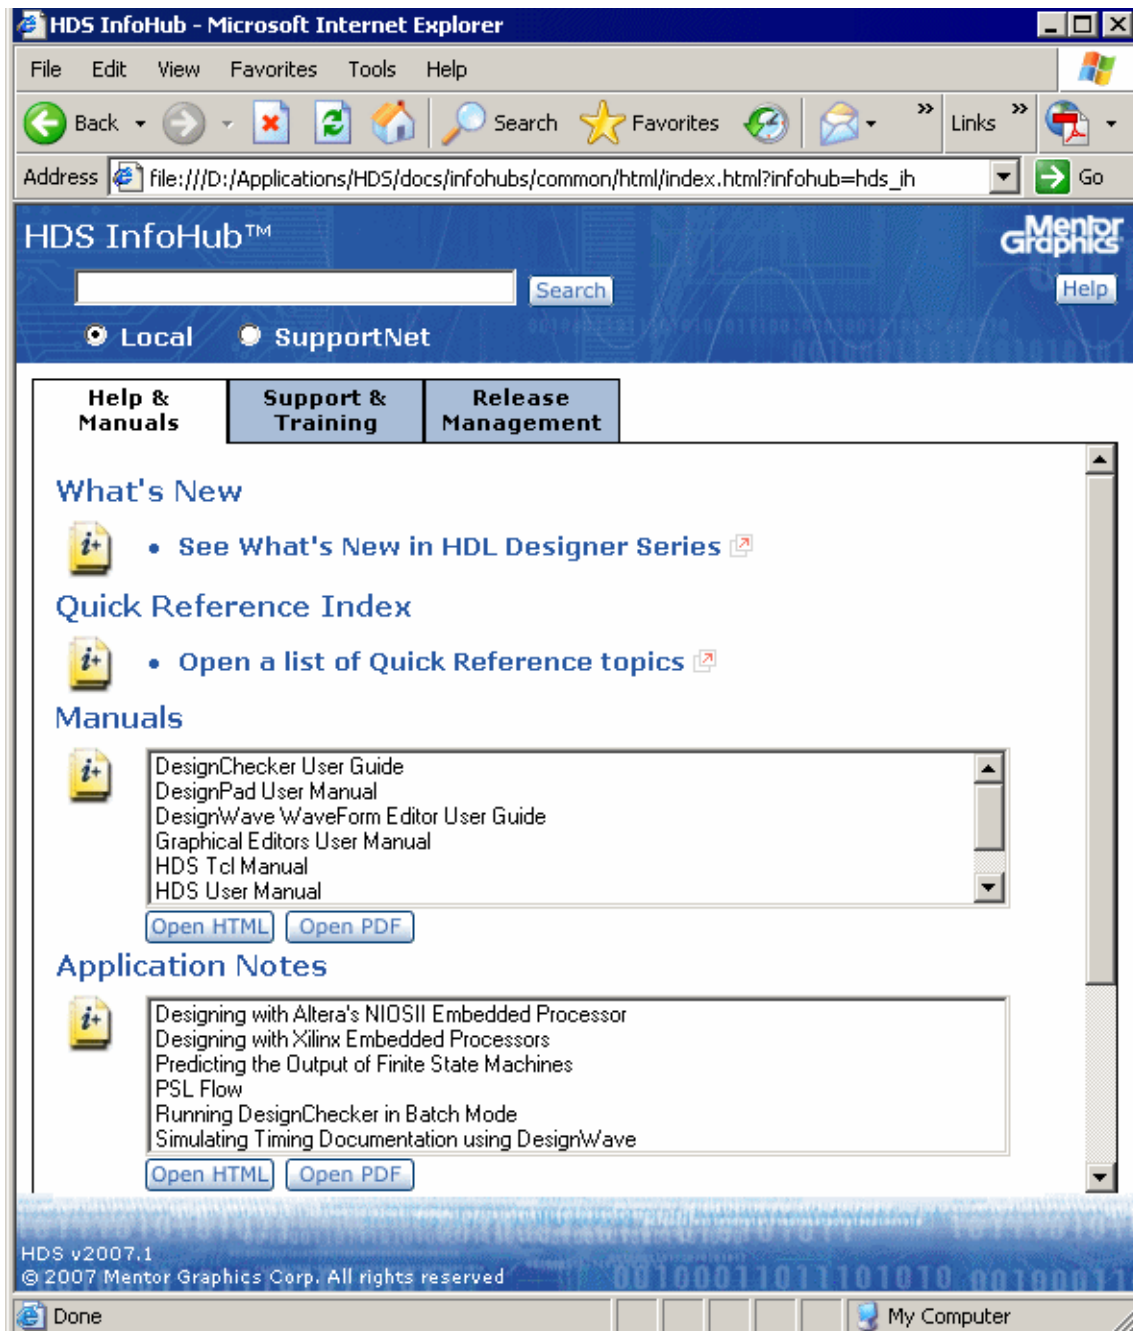 HDS InfoHub - Microsoft Internet Explorer
File Edit View Favorites Tools Help
Back Search Favorites » Links »
Address file:///D:/Applications/HDS/docs/infohubs/common/html/index.html?infohub=hds_ih Go
HDS InfoHub™
Mentor
Graphics
Search
Help
Local SupportNet
Help &
Manuals
Support &
Training
Release
Management
What's New
• See What's New in HDL Designer Series
Quick Reference Index
• Open a list of Quick Reference topics
Manuals
DesignChecker User Guide
DesignPad User Manual
DesignWave WaveForm Editor User Guide
Graphical Editors User Manual
HDS Tcl Manual
HDS User Manual
Open HTML Open PDF
Application Notes
Designing with Altera's NIOSII Embedded Processor
Designing with Xilinx Embedded Processors
Predicting the Output of Finite State Machines
PSL Flow
Running DesignChecker in Batch Mode
Simulating Timing Documentation using DesignWave
Open HTML Open PDF
HDS v2007.1
© 2007 Mentor Graphics Corp. All rights reserved
Done
My Computer